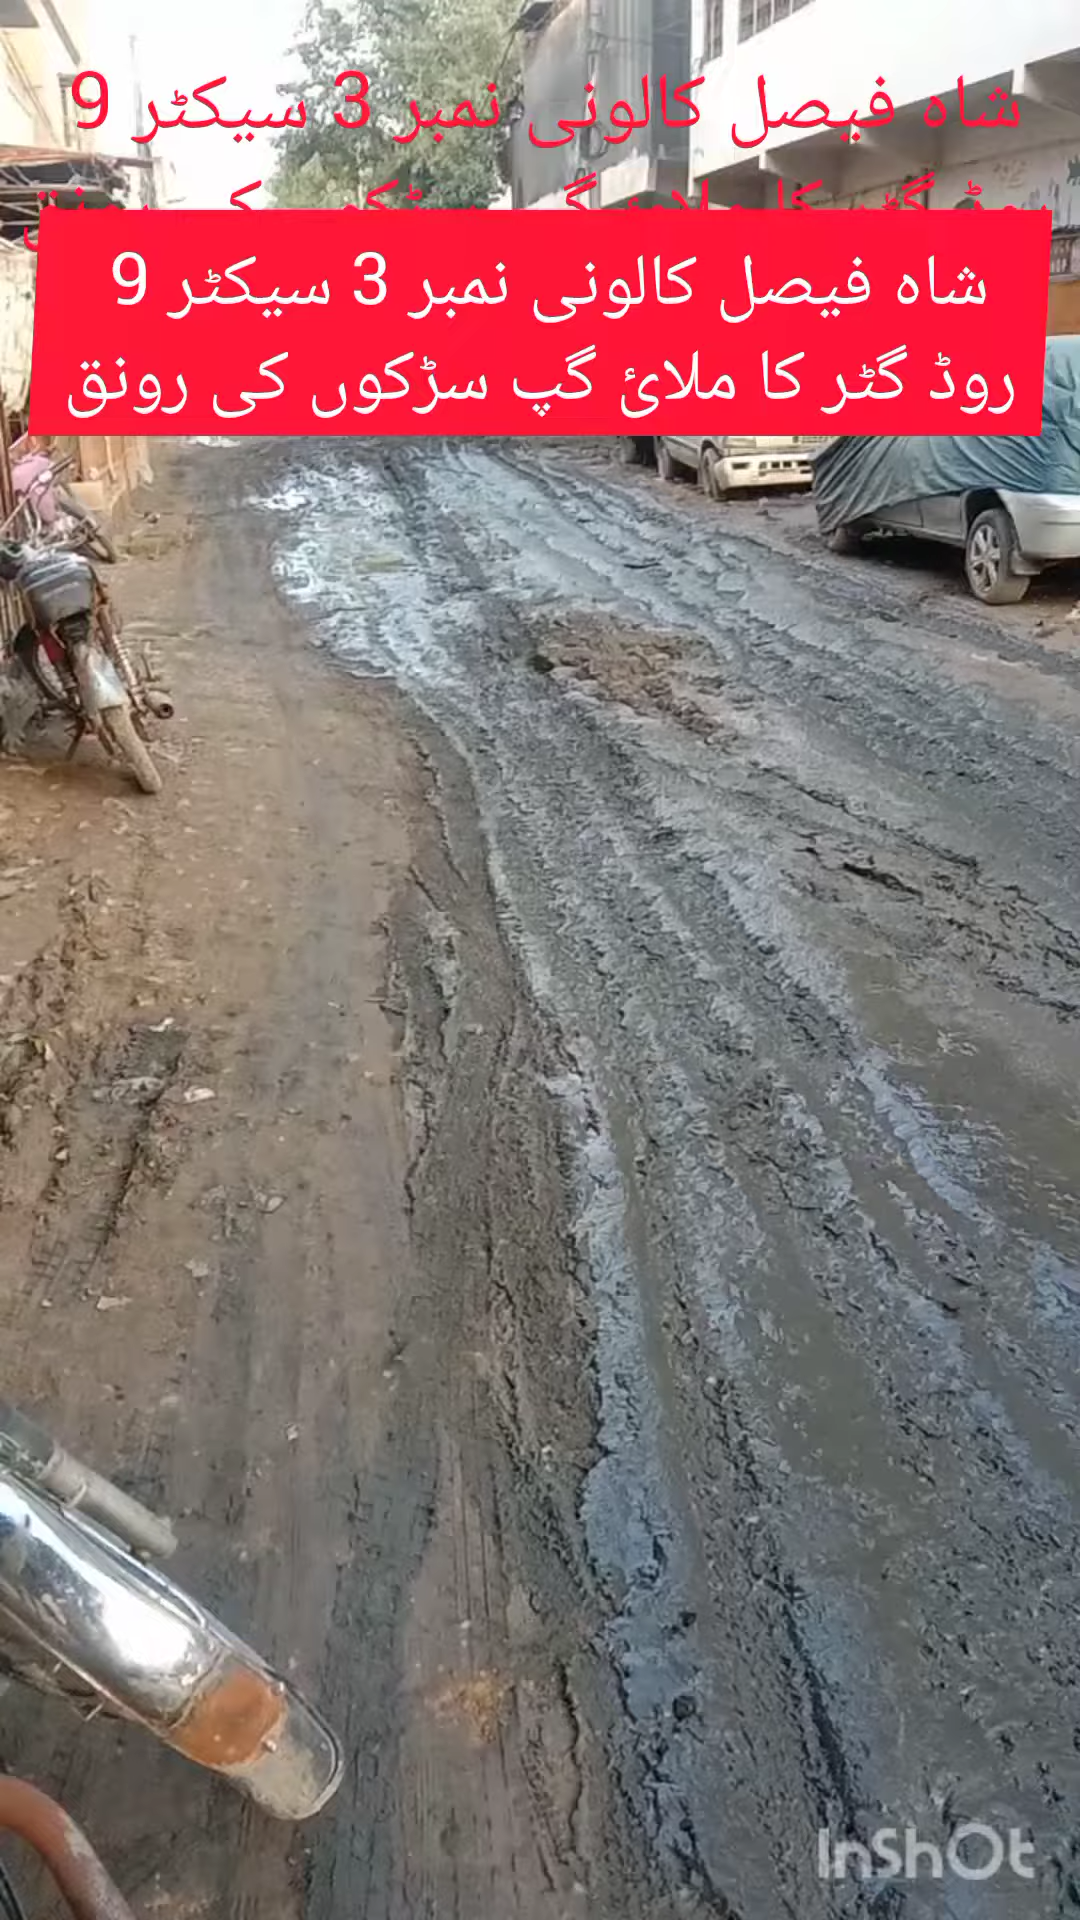 شاہ فیصل کالونی نمبر 3 سیکٹر 9
شاہ فیصل کالونی نمبر 3 سیکٹر 9
روڈ گٹر کا ملائ گپ سڑکوں کی رونق
InShOt